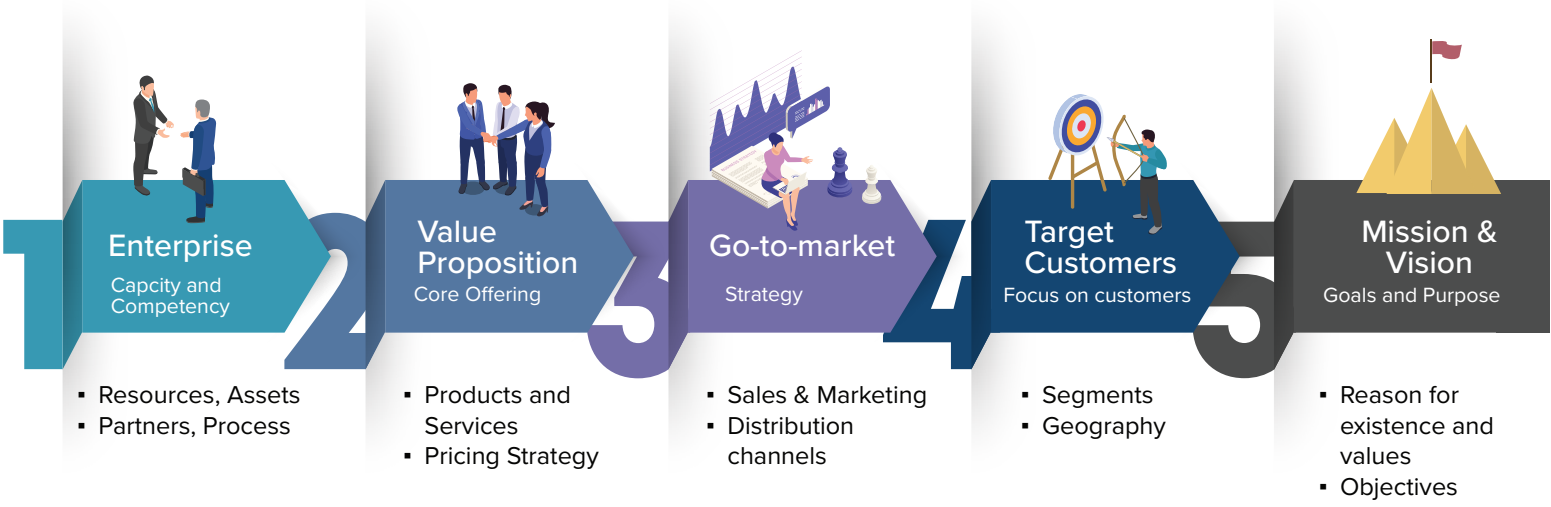 1
Enterprise
Capcity and
Competency
▪ Resources, Assets
▪ Partners, Process
2
Value
Proposition
Core Offering
▪ Products and
Services
▪ Pricing Strategy
3
Go-to-market
Strategy
▪ Sales & Marketing
▪ Distribution
channels
4
Target
Customers
Focus on customers
▪ Segments
▪ Geography
5
Mission &
Vision
Goals and Purpose
▪ Reason for
existence and
values
▪ Objectives